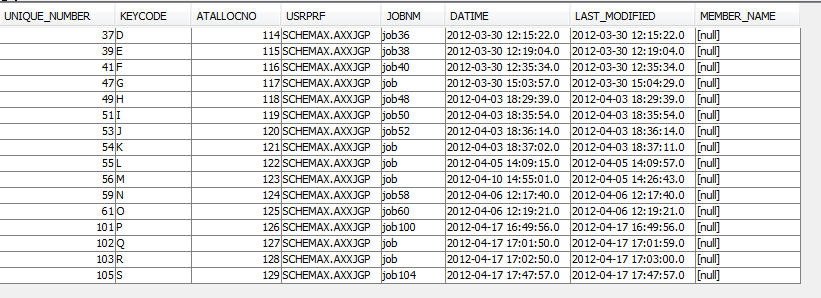 UNIQUE_NUMBER KEYCODE ATALLOCNO USRPRF JOBNM DATIME LAST_MODIFIED MEMBER_NAME
37 D 114 SCHEMAX.AXXJGP job36 2012-03-30 12:15:22.0 2012-03-30 12:15:22.0 [null]
39 E 115 SCHEMAX.AXXJGP job38 2012-03-30 12:19:04.0 2012-03-30 12:19:04.0 [null]
41 F 116 SCHEMAX.AXXJGP job40 2012-03-30 12:35:34.0 2012-03-30 12:35:34.0 [null]
47 G 117 SCHEMAX.AXXJGP job 2012-03-30 15:03:57.0 2012-03-30 15:04:29.0 [null]
49 H 118 SCHEMAX.AXXJGP job48 2012-04-03 18:29:39.0 2012-04-03 18:29:39.0 [null]
51 I 119 SCHEMAX.AXXJGP job50 2012-04-03 18:35:54.0 2012-04-03 18:35:54.0 [null]
53 J 120 SCHEMAX.AXXJGP job52 2012-04-03 18:36:14.0 2012-04-03 18:36:14.0 [null]
54 K 121 SCHEMAX.AXXJGP job 2012-04-03 18:37:02.0 2012-04-03 18:37:11.0 [null]
55 L 122 SCHEMAX.AXXJGP job 2012-04-05 14:09:15.0 2012-04-05 14:09:57.0 [null]
56 M 123 SCHEMAX.AXXJGP job 2012-04-10 14:55:01.0 2012-04-05 14:26:43.0 [null]
59 N 124 SCHEMAX.AXXJGP job58 2012-04-06 12:17:40.0 2012-04-06 12:17:40.0 [null]
61 O 125 SCHEMAX.AXXJGP job60 2012-04-06 12:19:21.0 2012-04-06 12:19:21.0 [null]
101 P 126 SCHEMAX.AXXJGP job100 2012-04-17 16:49:56.0 2012-04-17 16:49:56.0 [null]
102 Q 127 SCHEMAX.AXXJGP job 2012-04-17 17:01:50.0 2012-04-17 17:01:59.0 [null]
103 R 128 SCHEMAX.AXXJGP job 2012-04-17 17:02:50.0 2012-04-17 17:03:00.0 [null]
105 S 129 SCHEMAX.AXXJGP job104 2012-04-17 17:47:57.0 2012-04-17 17:47:57.0 [null]